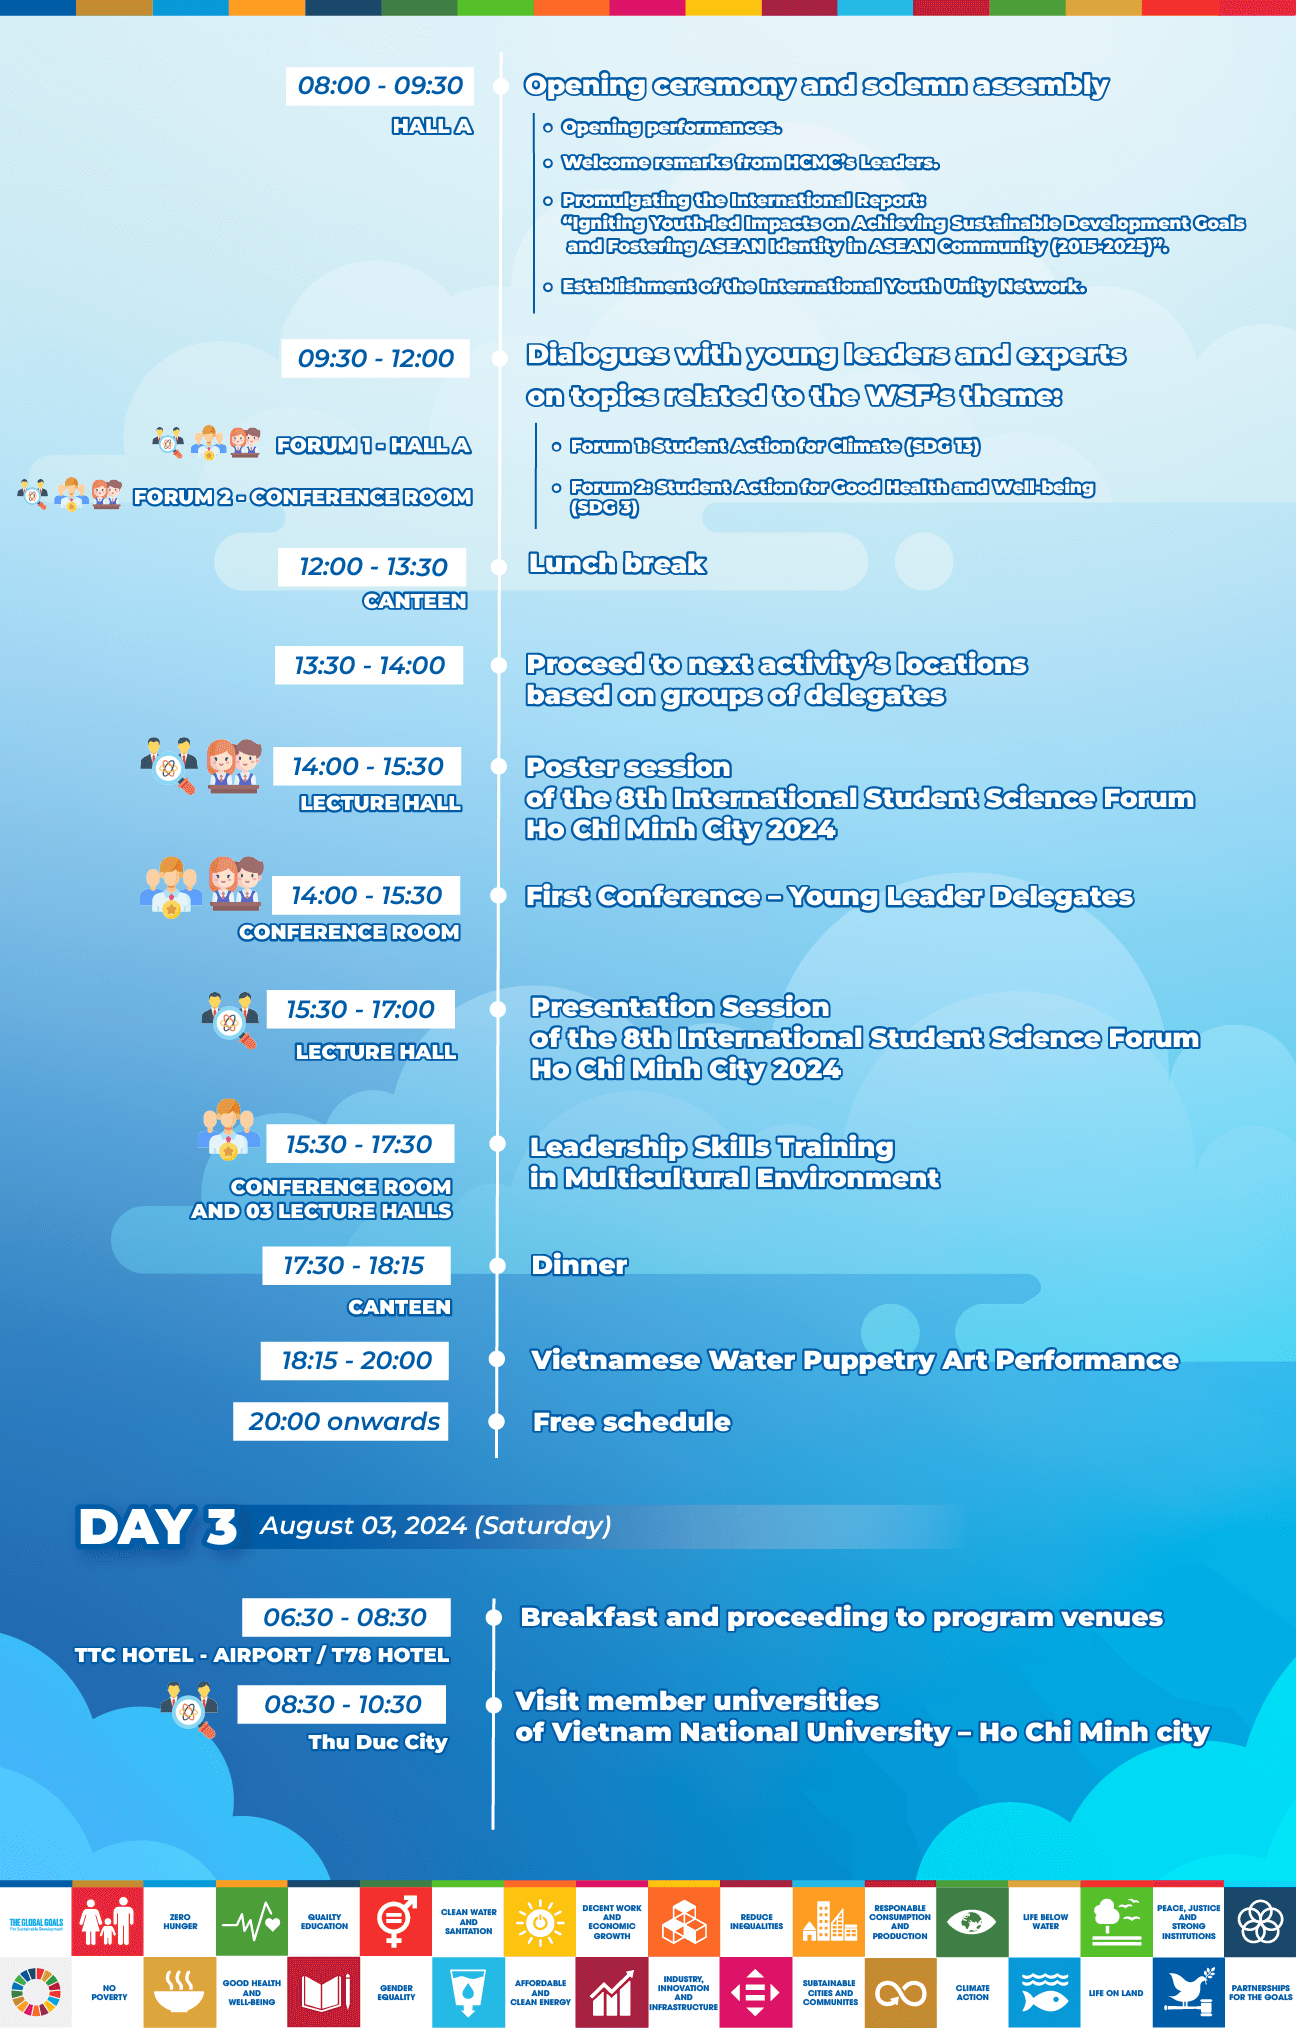 08:00 - 09:30
HALL A
Opening ceremony and solemn assembly
Opening performances.
Welcome remarks from HCMC's Leaders.
Promulgating the International Report:
“Igniting Youth-led Impacts on Achieving Sustainable Development Goals
and Fostering ASEAN Identity in ASEAN Community (2015-2025)”.
Establishment of the International Youth Unity Network.
09:30 - 12:00
Dialogues with young leaders and experts
on topics related to the WSF's theme:
FORUM 1 - HALL A
Forum 1: Student Action for Climate (SDG 13)
FORUM 2 - CONFERENCE ROOM
Forum 2: Student Action for Good Health and Well-being
(SDG 3)
12:00 - 13:30
CANTEEN
Lunch break
13:30 - 14:00
Proceed to next activity's locations
based on groups of delegates
14:00 - 15:30
LECTURE HALL
Poster session
of the 8th International Student Science Forum
Ho Chi Minh City 2024
14:00 - 15:30
CONFERENCE ROOM
First Conference – Young Leader Delegates
15:30 - 17:00
LECTURE HALL
Presentation Session
of the 8th International Student Science Forum
Ho Chi Minh City 2024
15:30 - 17:30
CONFERENCE ROOM
AND 03 LECTURE HALLS
Leadership Skills Training
in Multicultural Environment
17:30 - 18:15
CANTEEN
Dinner
18:15 - 20:00
Vietnamese Water Puppetry Art Performance
20:00 onwards
Free schedule
DAY 3
August 03, 2024 (Saturday)
06:30 - 08:30
TTC HOTEL - AIRPORT / T78 HOTEL
Breakfast and proceeding to program venues
08:30 - 10:30
Thu Duc City
Visit member universities
of Vietnam National University – Ho Chi Minh city
THE GLOBAL GOALS
For Sustainable Development
ZERO
HUNGER
QUAILTY
EDUCATION
CLEAN WATER
AND
SANITATION
DECENT WORK
AND
ECONOMIC
GROWTH
REDUCE
INEQUALITIES
RESPONABLE
CONSUMPTION
AND
PRODUCTION
LIFE BELOW
WATER
PEACE, JUSTICE
AND
STRONG
INSTITUTIONS
NO
POVERTY
GOOD HEALTH
AND
WELL-BEING
GENDER
EQUALITY
AFFORDABLE
AND
CLEAN ENERGY
INDUSTRY,
INNOVATION
AND
INFRASTRUCTURE
SUBTAINABLE
CITIES AND
COMMUNITES
CLIMATE
ACTION
LIFE ON LAND
PARTNERSHIPS
FOR THE GOALS